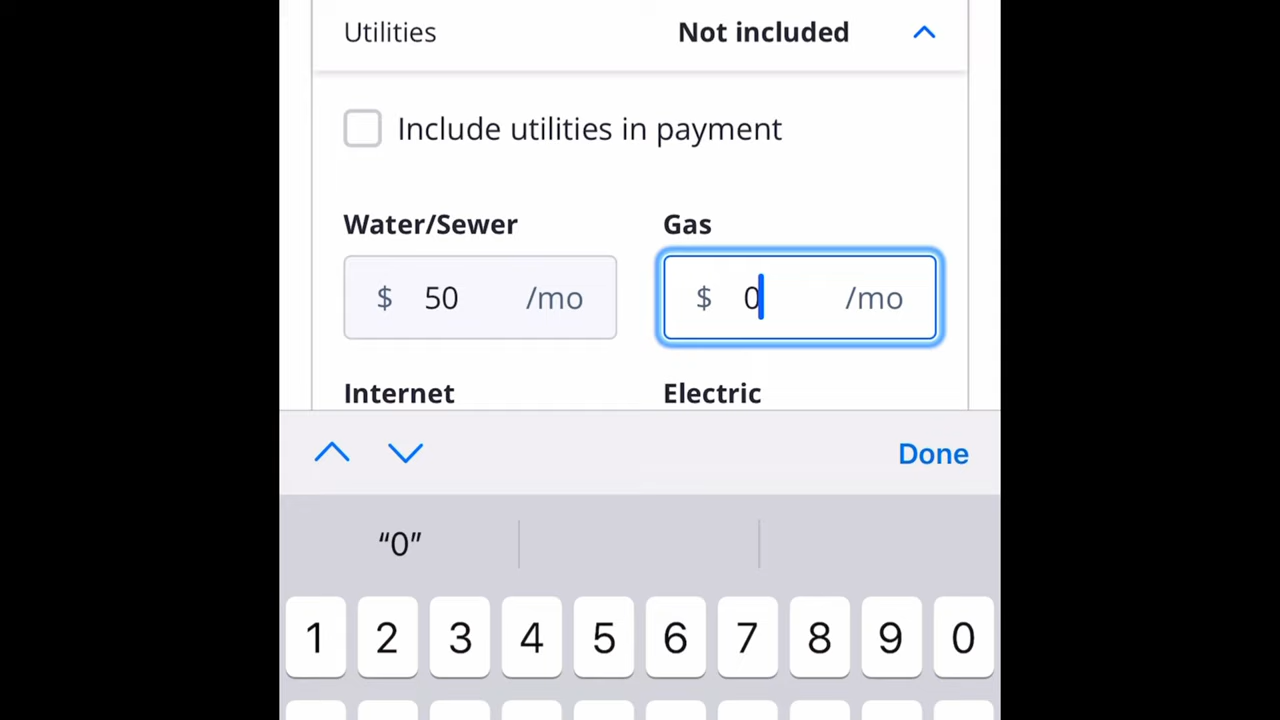 Utilities Not included
Include utilities in payment
Water/Sewer Gas
$ 50 /mo $ 0 /mo
Internet Electric
Done
“0”
1 2 3 4 5 6 7 8 9 0